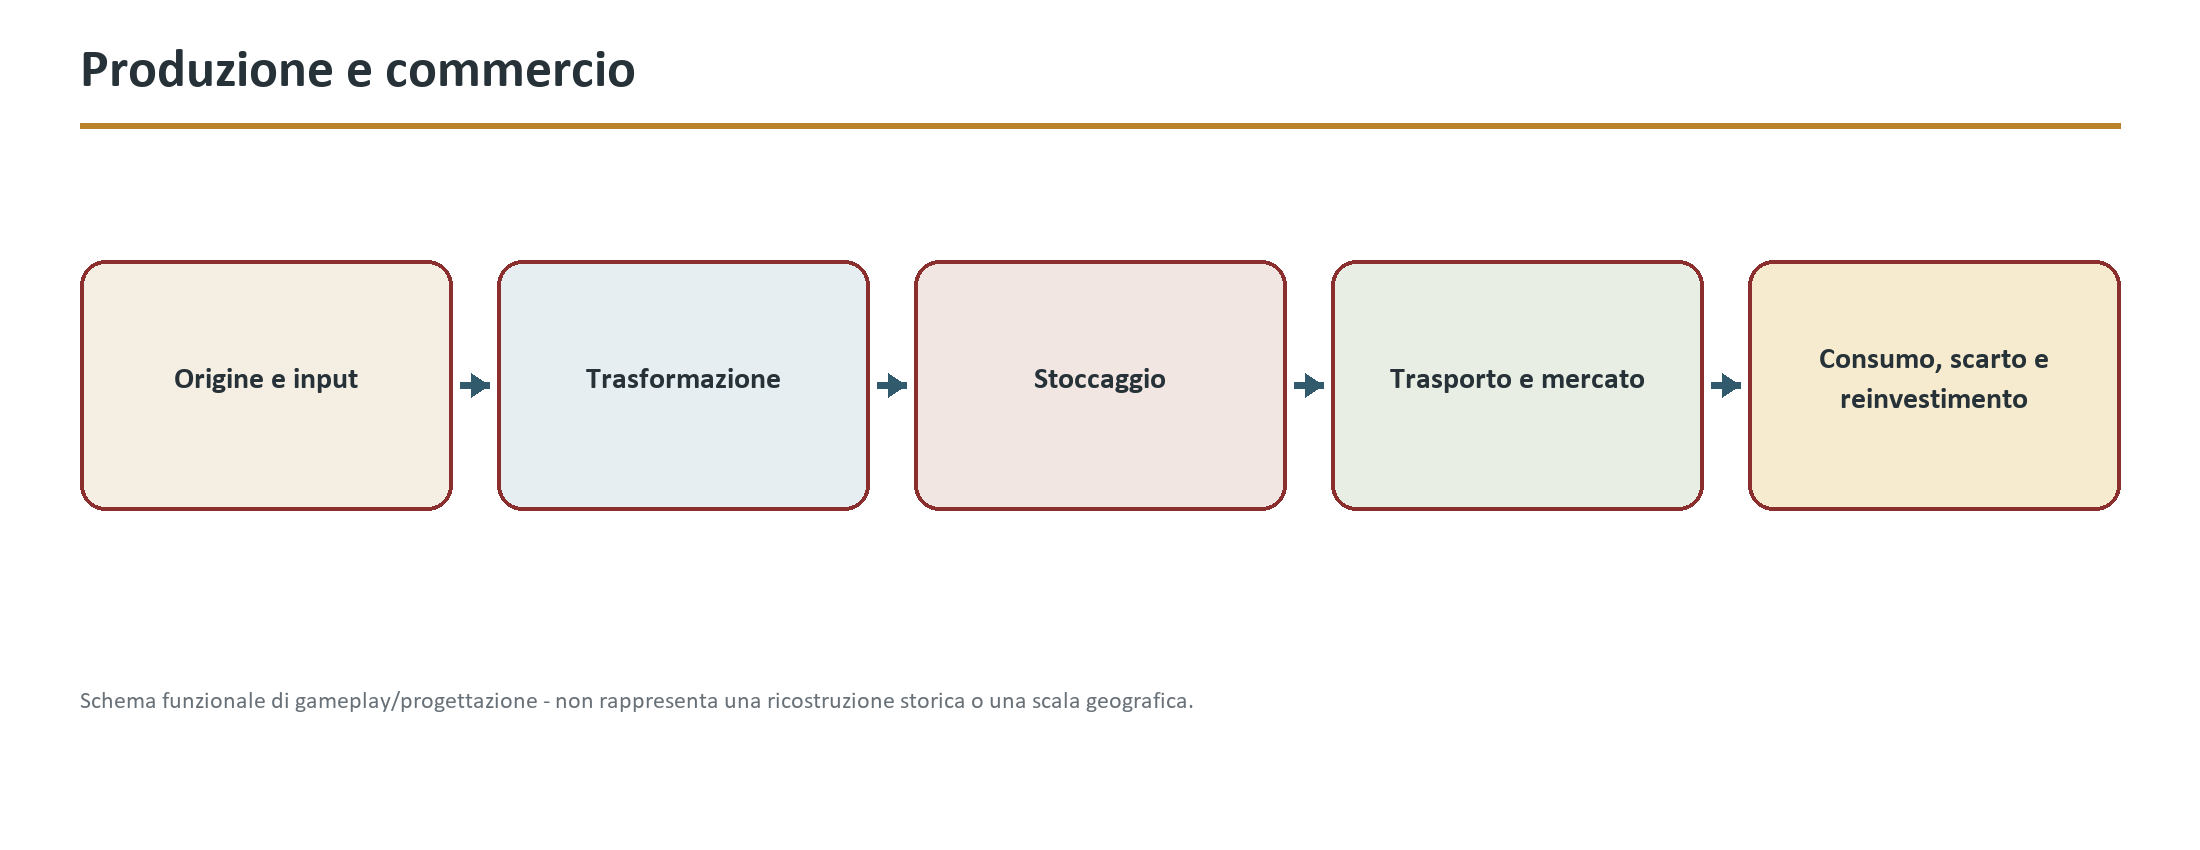 Produzione e commercio
Origine e input
Trasformazione
Stoccaggio
Trasporto e mercato
Consumo, scarto e
reinvestimento
Schema funzionale di gameplay/progettazione - non rappresenta una ricostruzione storica o una scala geografica.